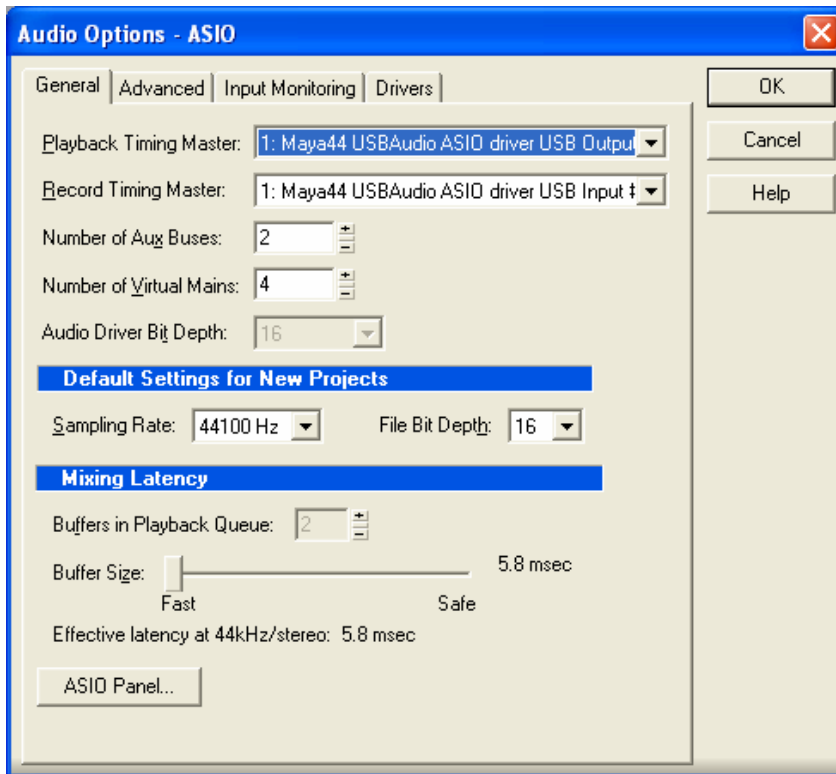 Audio Options - ASIO
General Advanced Input Monitoring Drivers
OK
Cancel
Help
Playback Timing Master: 1: Maya44 USBAudio ASIO driver USB Output
Record Timing Master: 1: Maya44 USBAudio ASIO driver USB Input
Number of Aux Buses: 2
Number of Virtual Mains: 4
Audio Driver Bit Depth: 16
Default Settings for New Projects
Sampling Rate: 44100 Hz File Bit Depth: 16
Mixing Latency
Buffers in Playback Queue: 2
Buffer Size: 5.8 msec
Fast Safe
Effective latency at 44kHz/stereo: 5.8 msec
ASIO Panel...